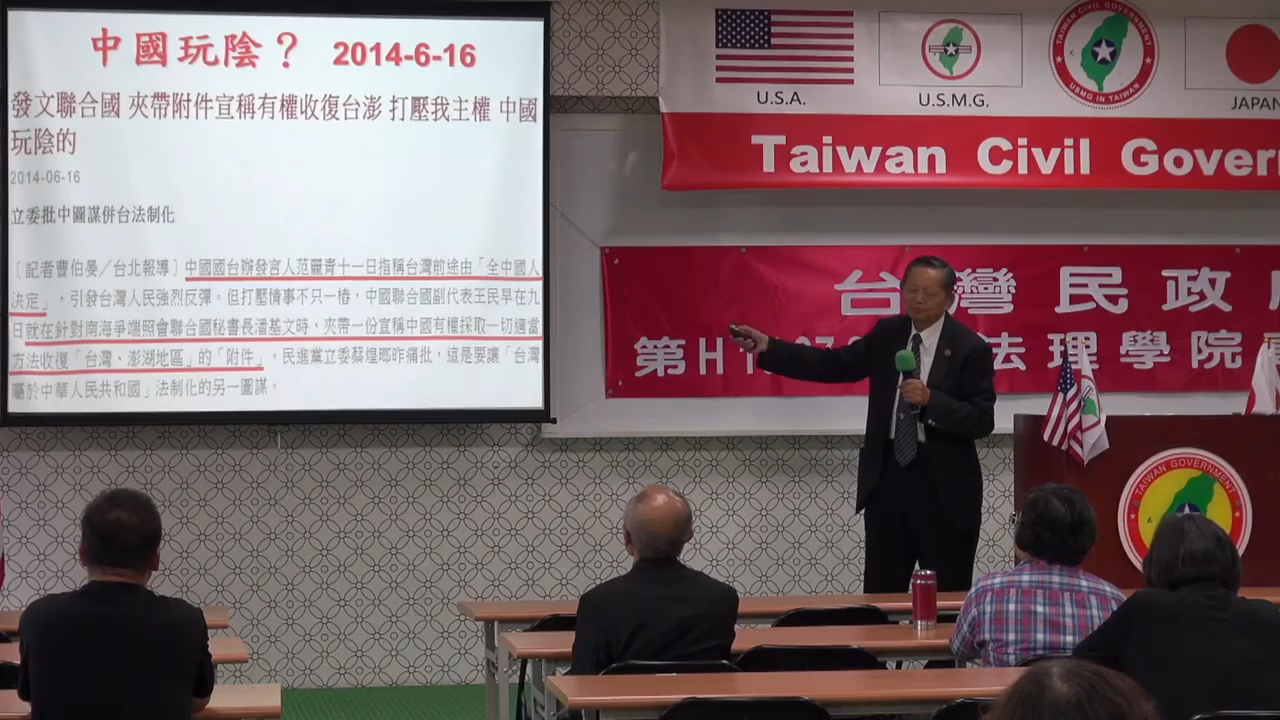 中國玩陰？ 2014-6-16
發文聯合國 夾帶附件宣稱有權收復台澎 打壓我主權 中國
玩陰的
2014-06-16
立委批中國謀併台法制化
〔記者曹伯晏／台北報導〕中國國台辦發言人范麗青十一日指稱台灣前途由「全中國人
決定」，引發台灣人民強烈反彈。但打壓情事不只一樁，中國聯合國副代表王民早在九
日就在針對南海爭端照會聯合國秘書長潘基文時，夾帶一份宣稱中國有權採取一切適當
方法收復「台灣、澎湖地區」的「附件」。民進黨立委蔡煌瑯昨痛批，這是要讓「台灣
屬於中華人民共和國」法制化的另一圖謀。
U.S.A.
U.S.M.G.
TAIWAN CIVIL GOVERNMENT
USMG IN TAIWAN
JAPAN
Taiwan Civil Gover
台灣民政
第H1
法理學院
TAIWAN GOVERNMENT